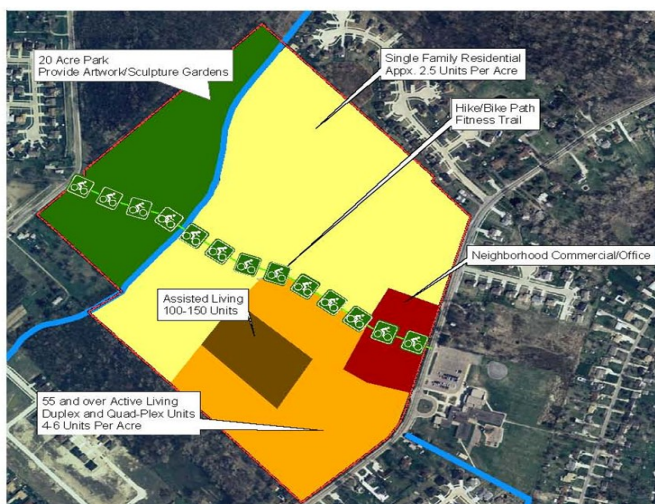 20 Acre Park
Provide Artwork/Sculpture Gardens
Single Family Residential
Appx. 2.5 Units Per Acre
Hike/Bike Path
Fitness Trail
Neighborhood Commercial/Office
Assisted Living
100-150 Units
55 and over Active Living
Duplex and Quad-Plex Units
4-6 Units Per Acre